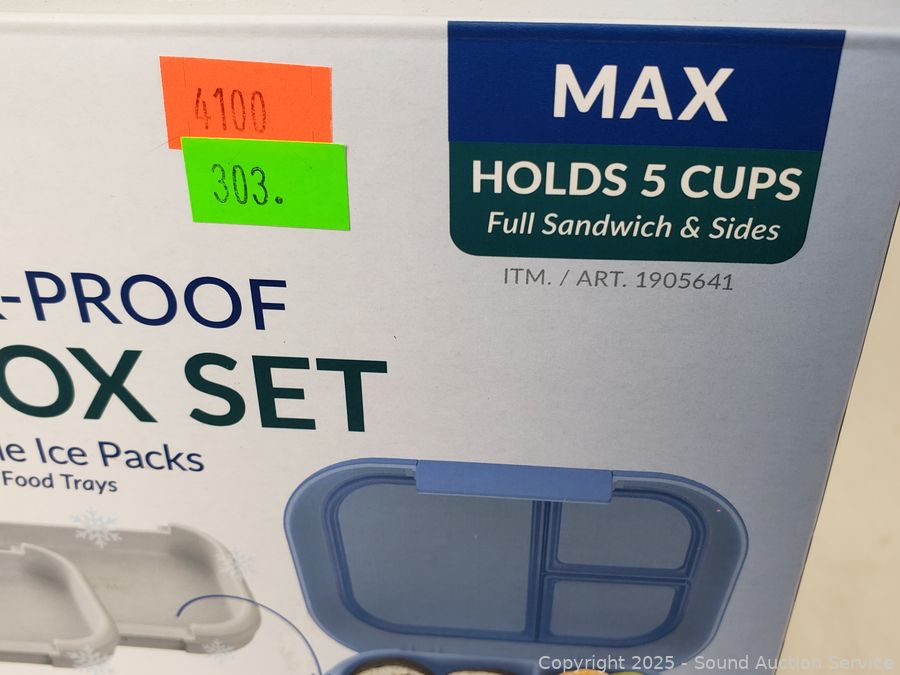 4100
303.
MAX
HOLDS 5 CUPS
Full Sandwich & Sides
ITM. / ART. 1905641
-PROOF
OX SET
le Ice Packs
Food Trays
Copyright 2025 - Sound Auction Service